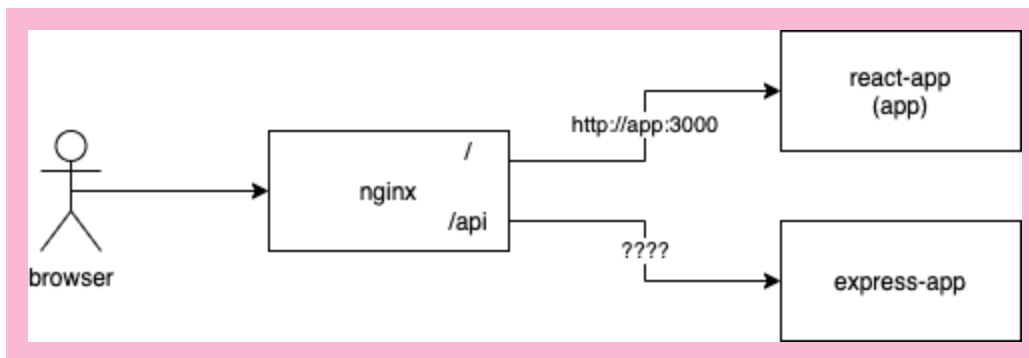 react-app
(app)
http://app:3000
/
nginx
/api
????
express-app
browser